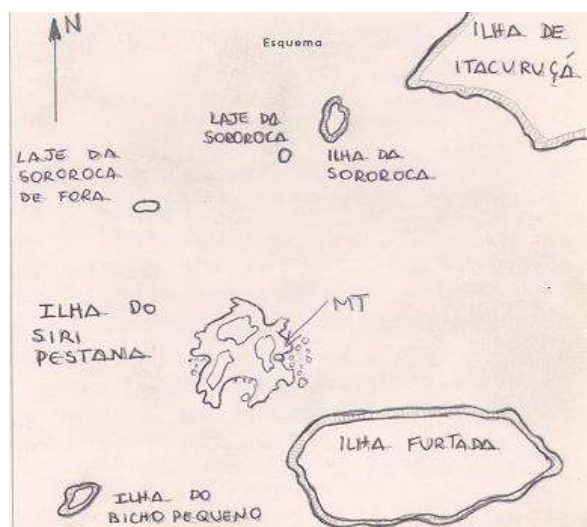 N
Esquema
ILHA DE
ITACURUÇÁ
LAJE DA
SOROROCA
ILHA DA
SOROROCA
LAJE DA
SOROROCA
DE FORA
ILHA DO
SIRI
PESTANA
MT
ILHA FURTADA
ILHA DO
BICHO PEQUENO